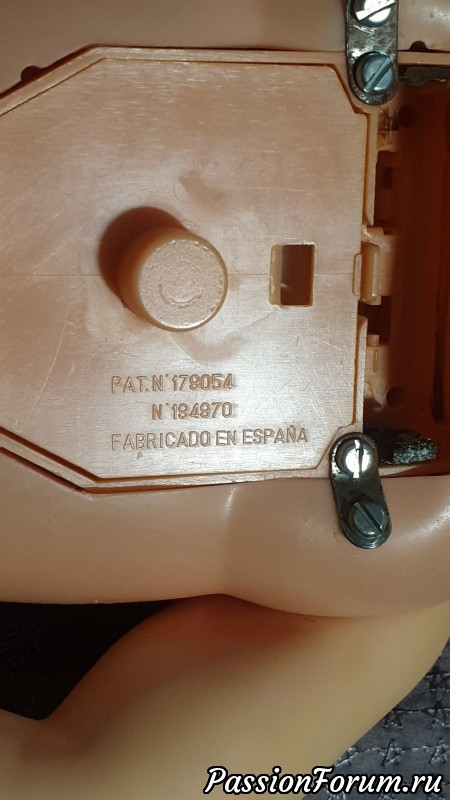 PAT.N°179054
N°194970
FABRICADO EN ESPAÑA
PassionForum.ru